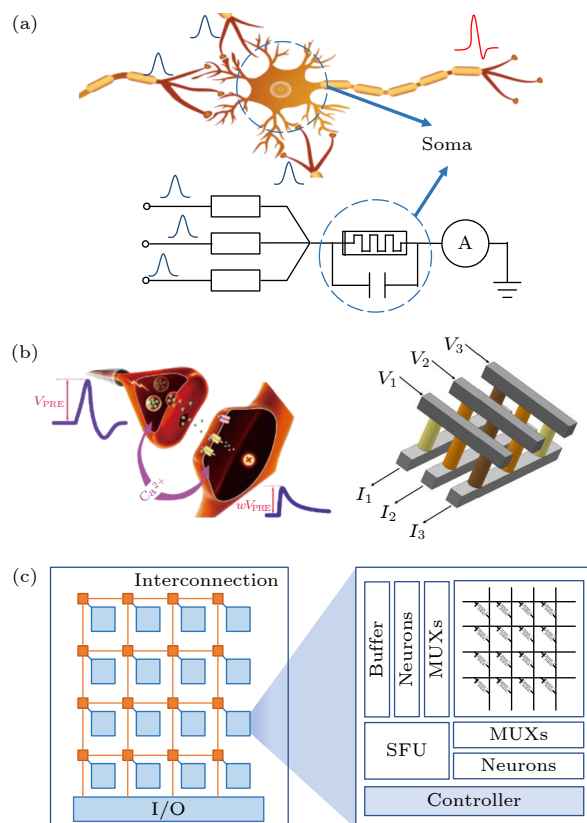 (a)
Soma
A
(b)
V_PRE
Ca²⁺
wV_PRE
V₃
V₂
V₁
I₁
I₂
I₃
(c)
Interconnection
I/O
Buffer
Neurons
MUXs
SFU
MUXs
Neurons
Controller